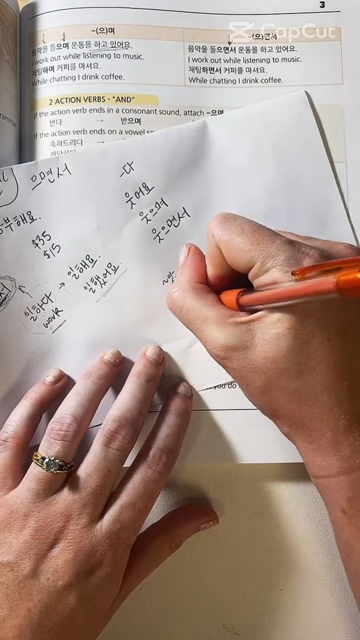 3
CapCut
-(으)며
-(으)면서
음악을 들으며 운동을 하고 있어요.
I work out while listening to music.
채팅하며 커피를 마셔요.
While chatting I drink coffee.
음악을 들으면서 운동을 하고 있어요.
I work out while listening to music.
채팅하면서 커피를 마셔요.
While chatting I drink coffee.
2 ACTION VERBS - "AND"
If the action verb ends in a consonant sound, attach -으며
받다 → 받으며
If the action verb ends on a vowel
축하드리다
으면서
부해요.
$35
$15
일하다 → 일해요.
work
일했어요.
-다
웃어요
웃으며
웃으면서
you do